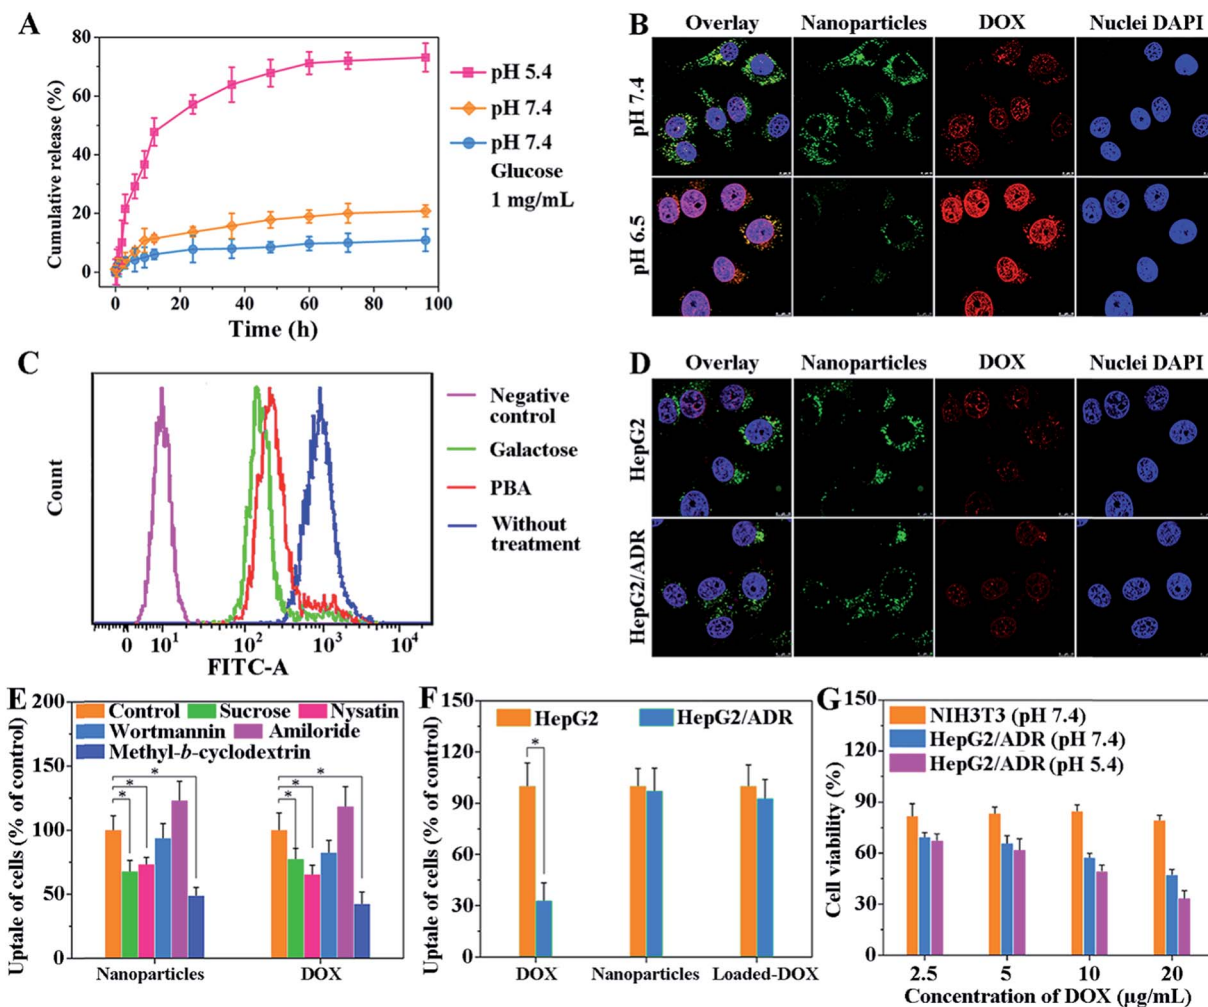 A
80
60
40
20
0
Cumulative release (%)
0 20 40 60 80 100
Time (h)
pH 5.4
pH 7.4
pH 7.4
Glucose
1 mg/mL
B
Overlay Nanoparticles DOX Nuclei DAPI
pH 7.4
pH 6.5
C
Count
0 10¹ 10² 10³ 10⁴
FITC-A
Negative
control
Galactose
PBA
Without
treatment
D
Overlay Nanoparticles DOX Nuclei DAPI
HepG2
HepG2/ADR
E
200
150
100
50
0
Uptale of cells (% of control)
Control Sucrose Nysatin
Wortmannin Amiloride
Methyl-b-cyclodextrin
* * *
* * *
Nanoparticles DOX
F
150
120
90
60
30
0
Uptale of cells (% of control)
HepG2 HepG2/ADR
*
DOX Nanoparticles Loaded-DOX
G
150
120
90
60
30
0
Cell viability (%)
NIH3T3 (pH 7.4)
HepG2/ADR (pH 7.4)
HepG2/ADR (pH 5.4)
2.5 5 10 20
Concentration of DOX (μg/mL)